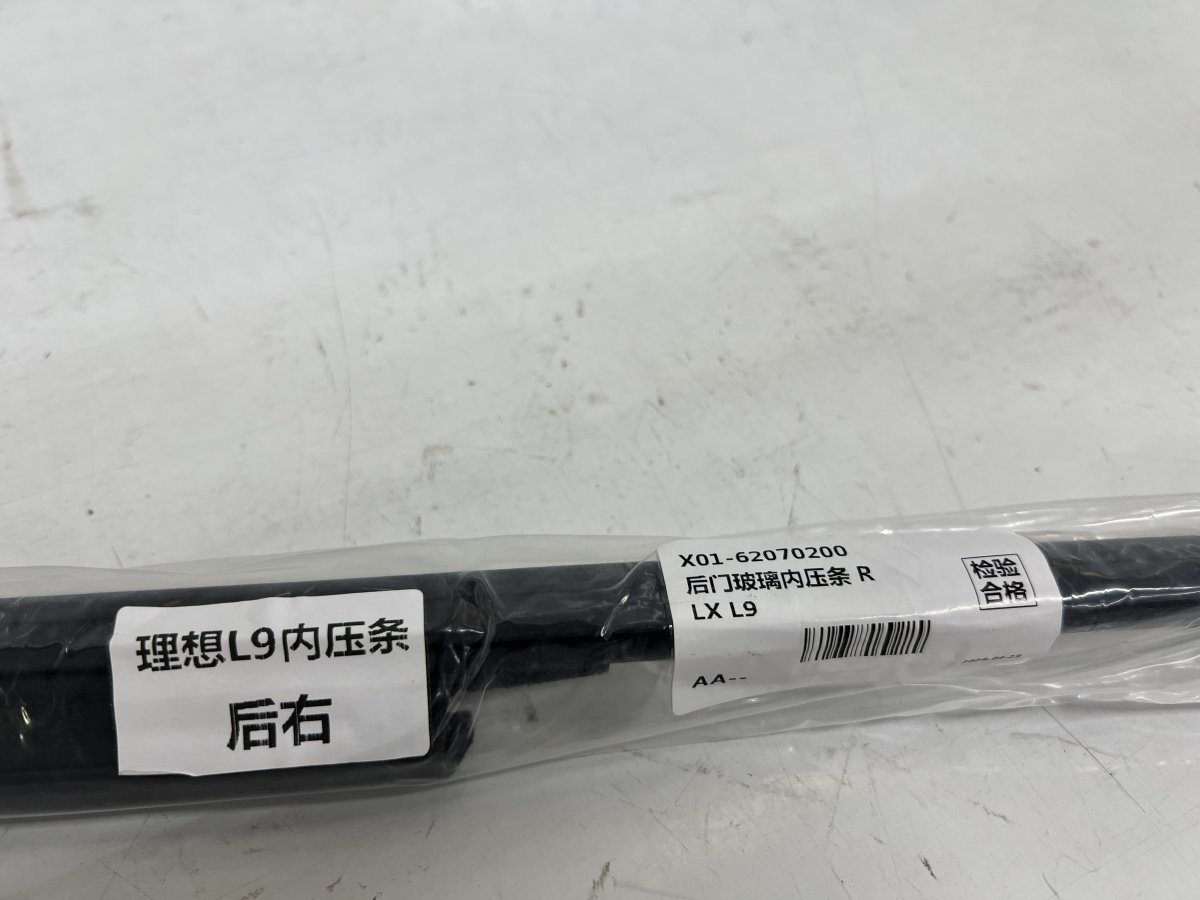 理想L9内压条
后右
X01-62070200
后门玻璃内压条 R
LX L9
AA--
检验
合格